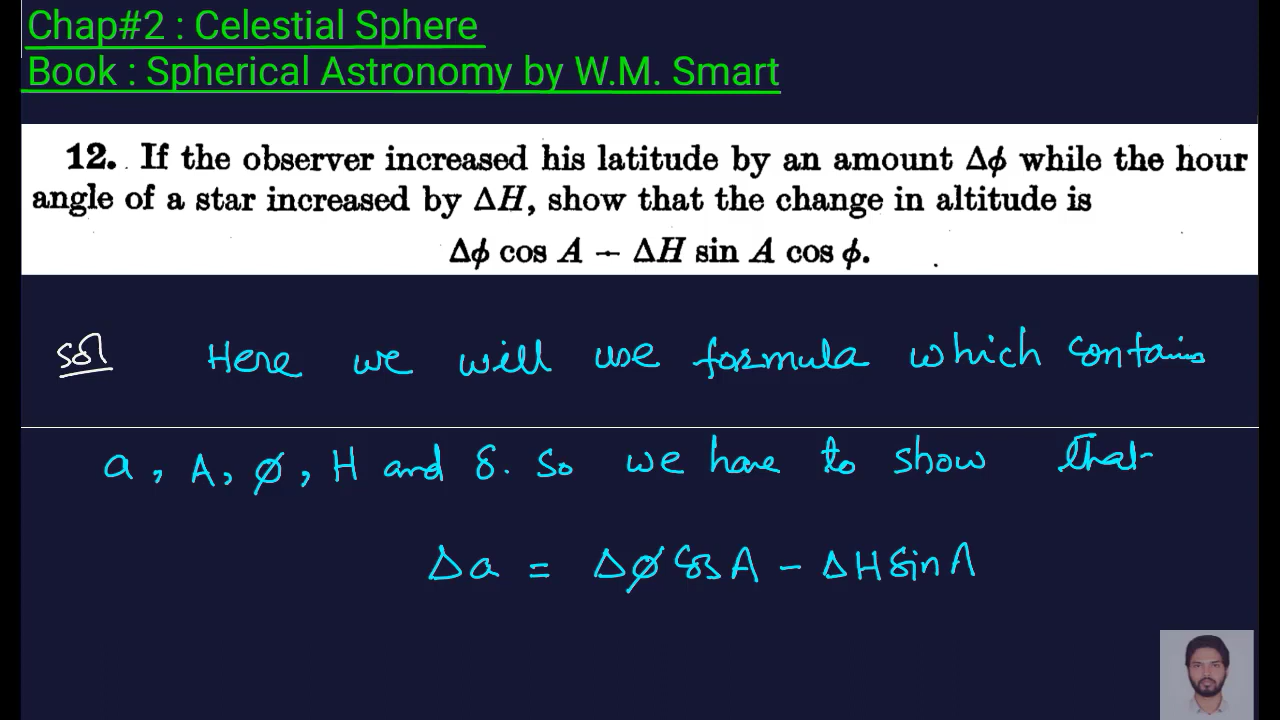 Chap#2 : Celestial Sphere
Book : Spherical Astronomy by W.M. Smart
12. If the observer increased his latitude by an amount Δϕ while the hour
angle of a star increased by ΔH, show that the change in altitude is
Δϕ cos A − ΔH sin A cos ϕ.
Sol Here we will use formula which contains
a, A, ϕ, H and δ. So we have to show that
Δa = Δϕ cos A − ΔH sin A